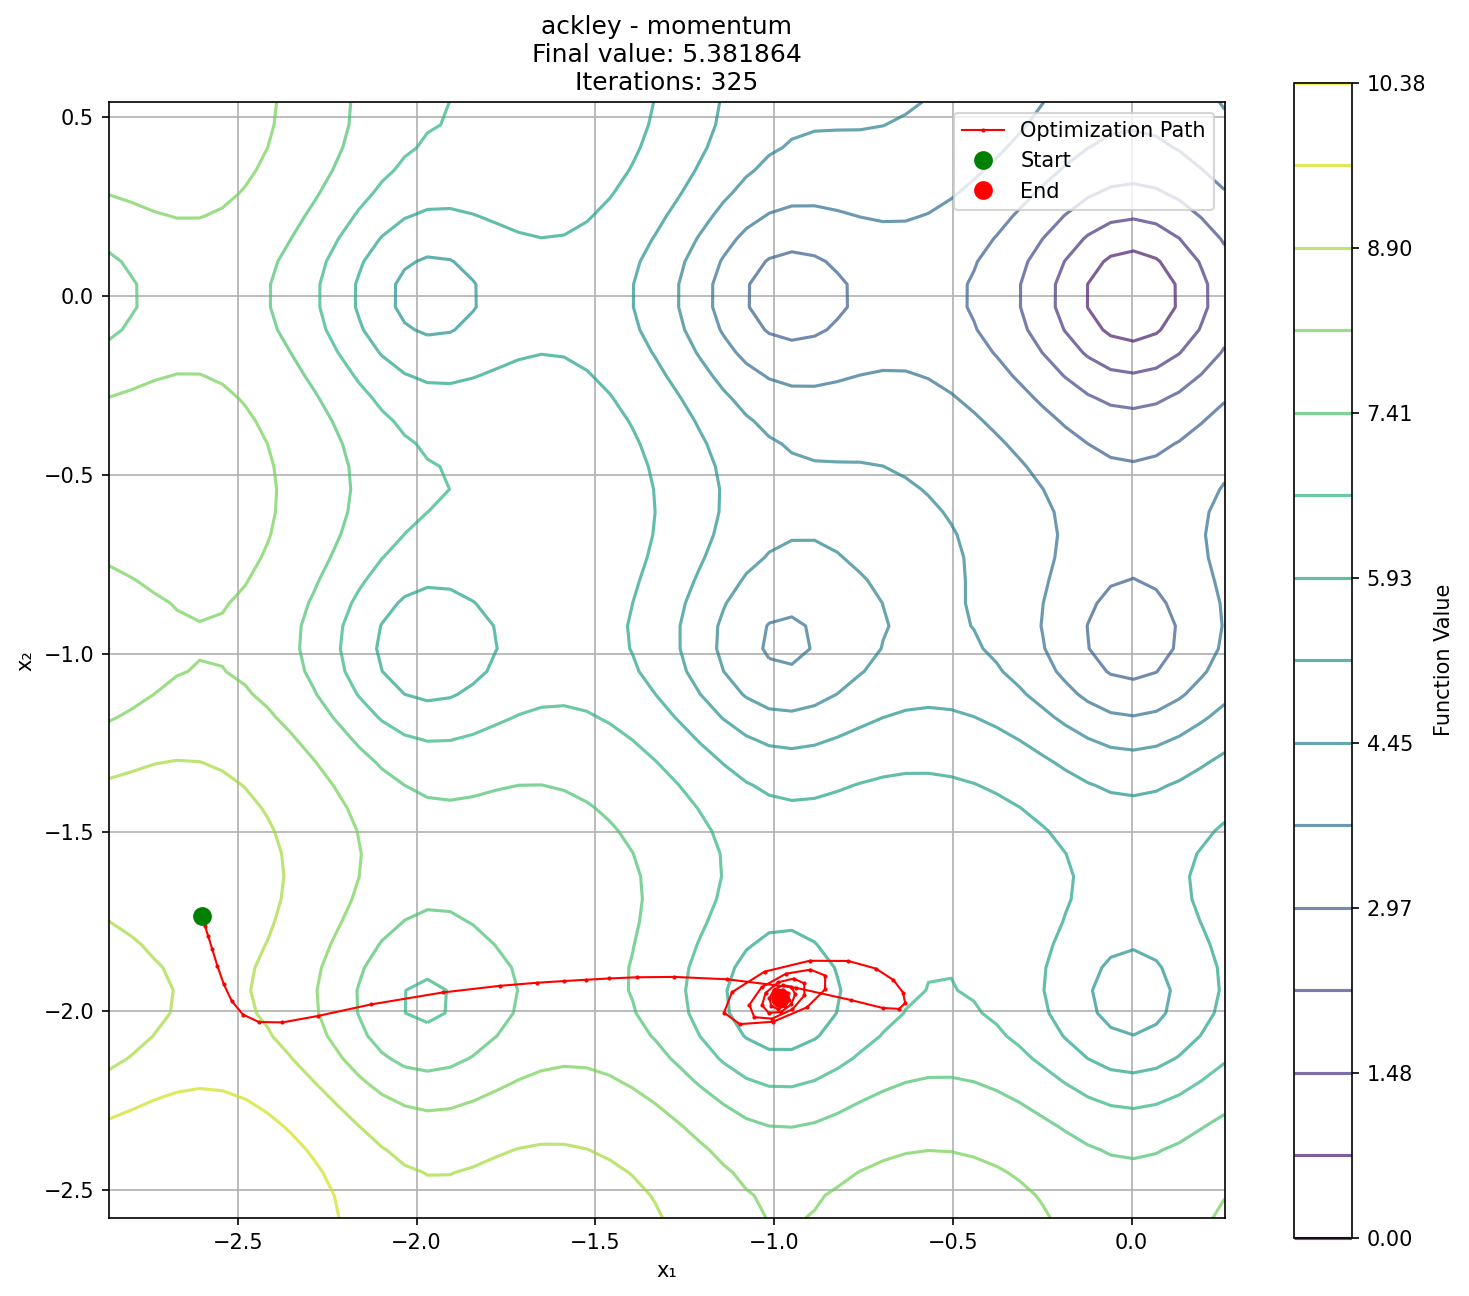 ackley - momentum
Final value: 5.381864
Iterations: 325
Optimization Path
Start
End
0.5
0.0
−0.5
−1.0
−1.5
−2.0
−2.5
x₂
−2.5
−2.0
−1.5
−1.0
−0.5
0.0
x₁
10.38
8.90
7.41
5.93
4.45
2.97
1.48
0.00
Function Value